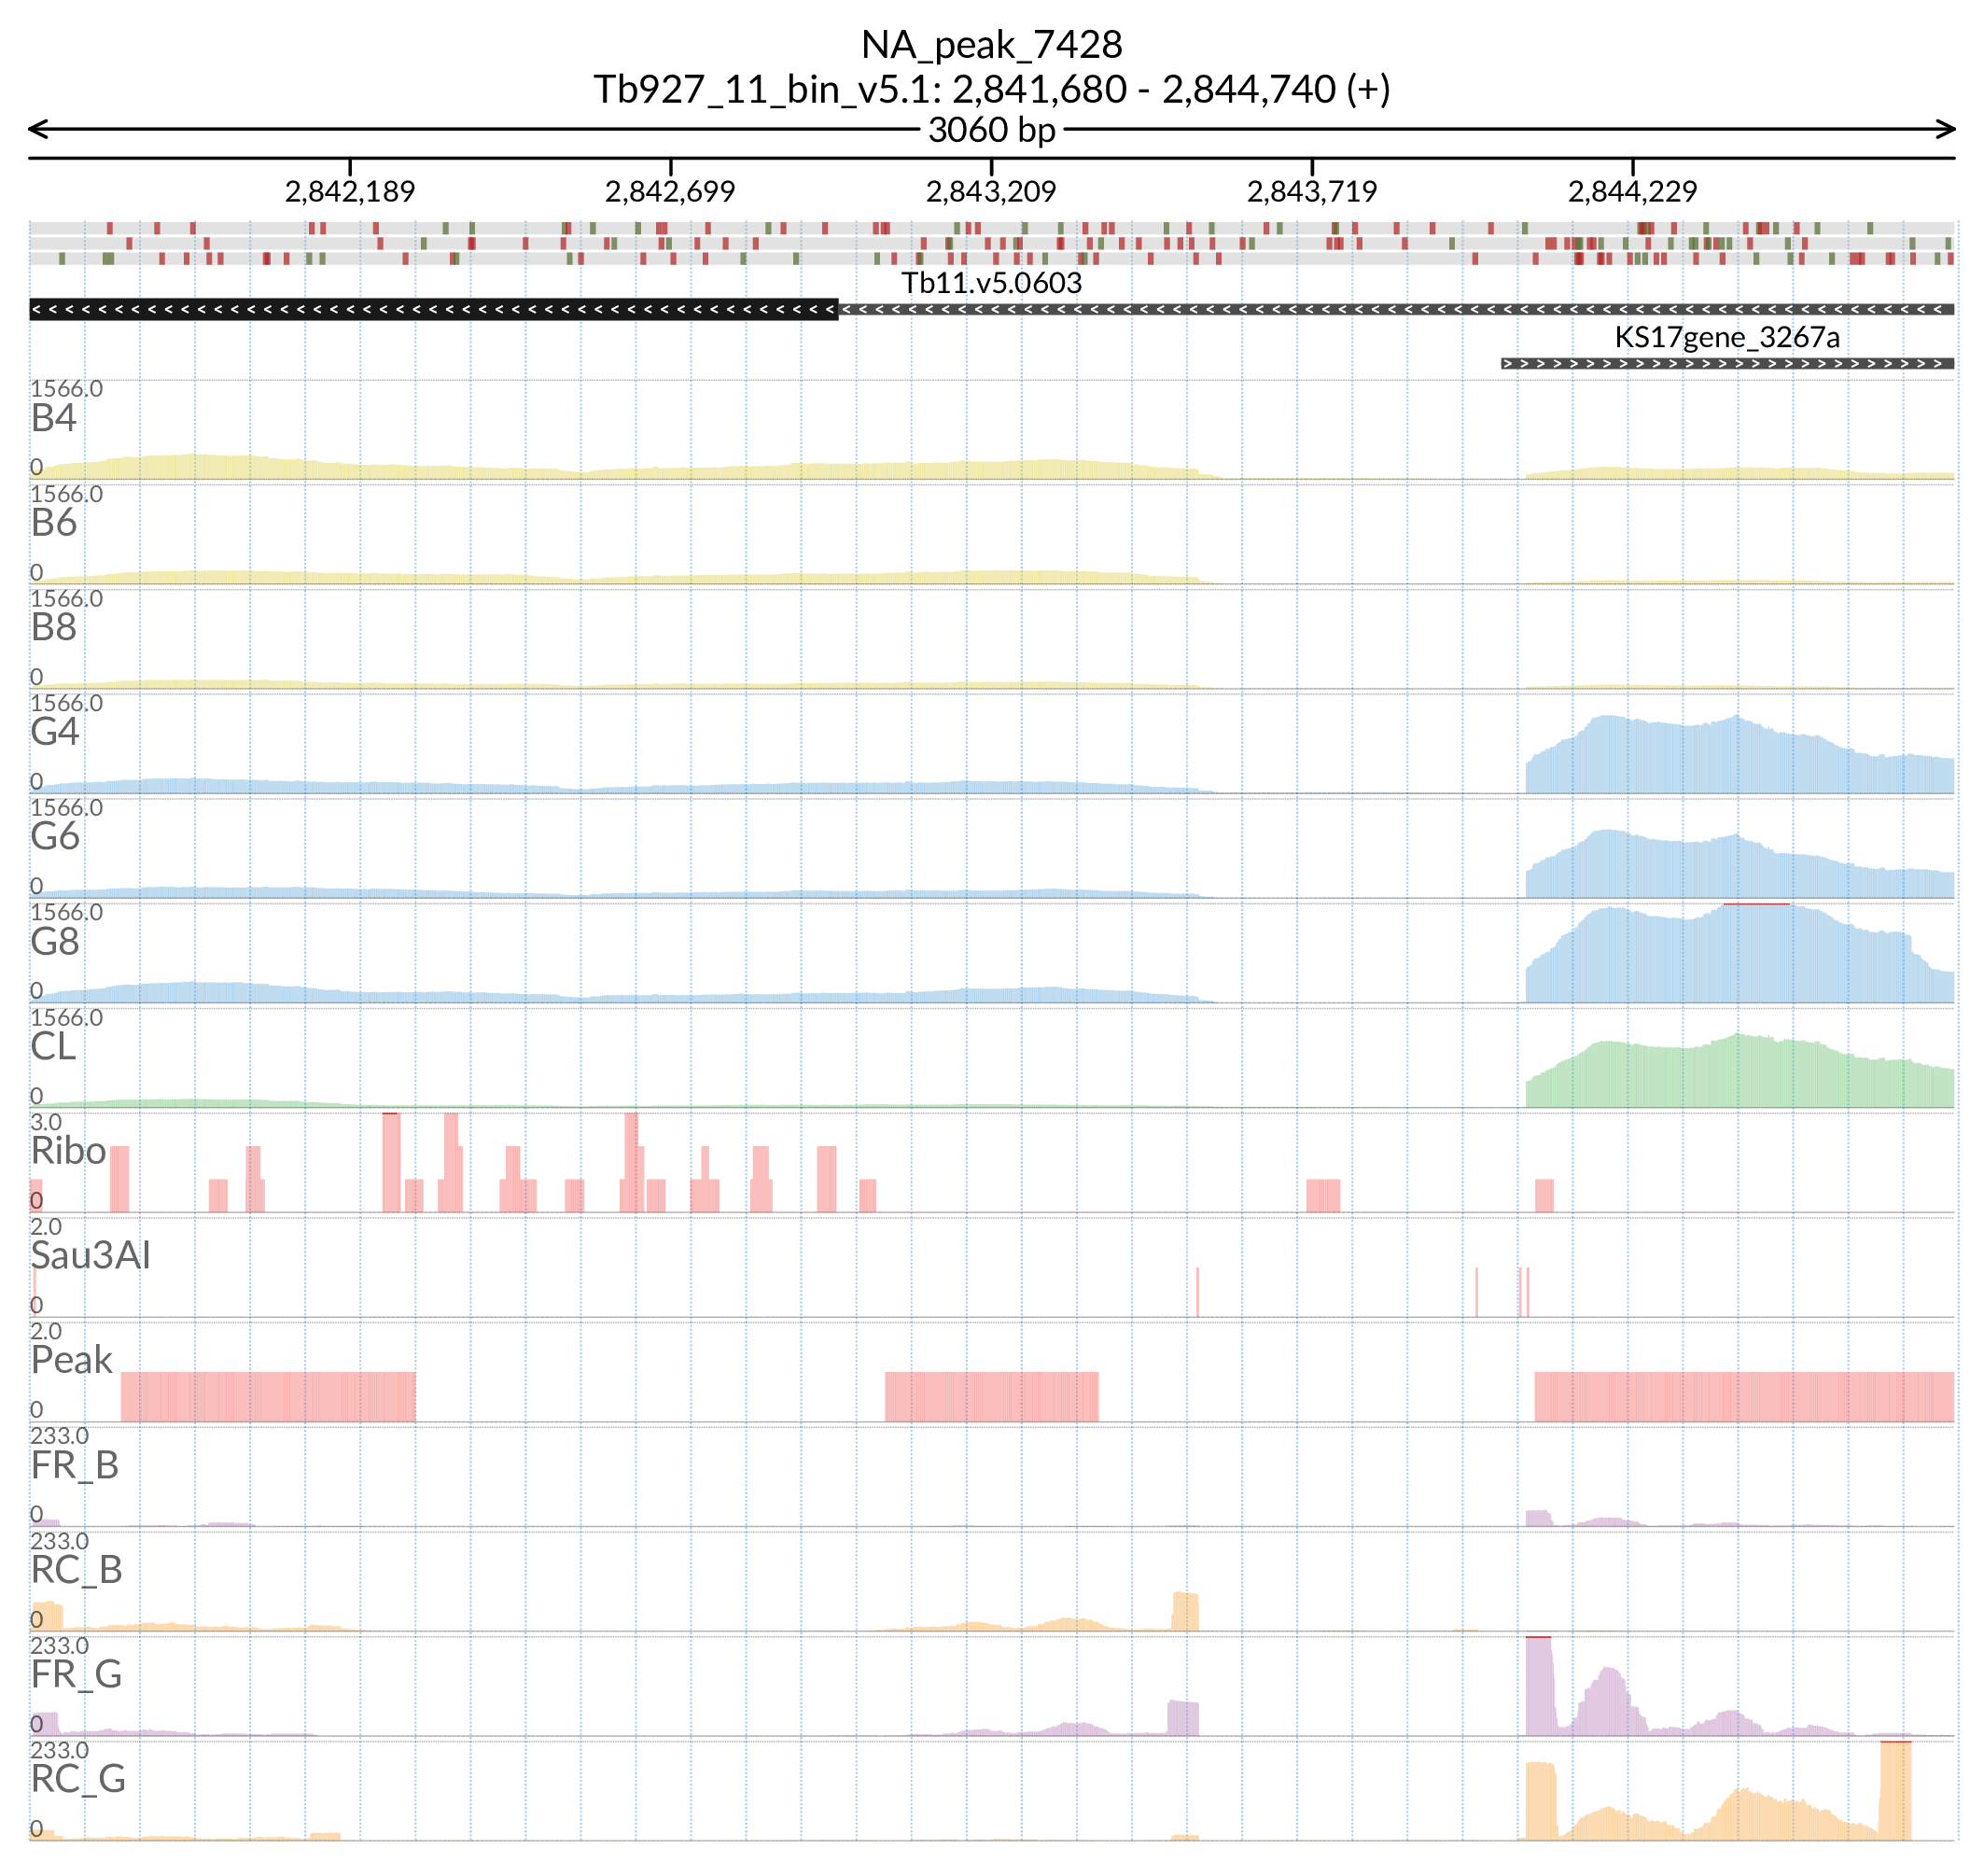 NA_peak_7428
Tb927_11_bin_v5.1: 2,841,680 - 2,844,740 (+)
3060 bp
2,842,189 2,842,699 2,843,209 2,843,719 2,844,229
Tb11.v5.0603
KS17gene_3267a
1566.0
B4
0
1566.0
B6
0
1566.0
B8
0
1566.0
G4
0
1566.0
G6
0
1566.0
G8
0
1566.0
CL
0
3.0
Ribo
0
2.0
Sau3AI
0
2.0
Peak
0
233.0
FR_B
0
233.0
RC_B
0
233.0
FR_G
0
233.0
RC_G
0